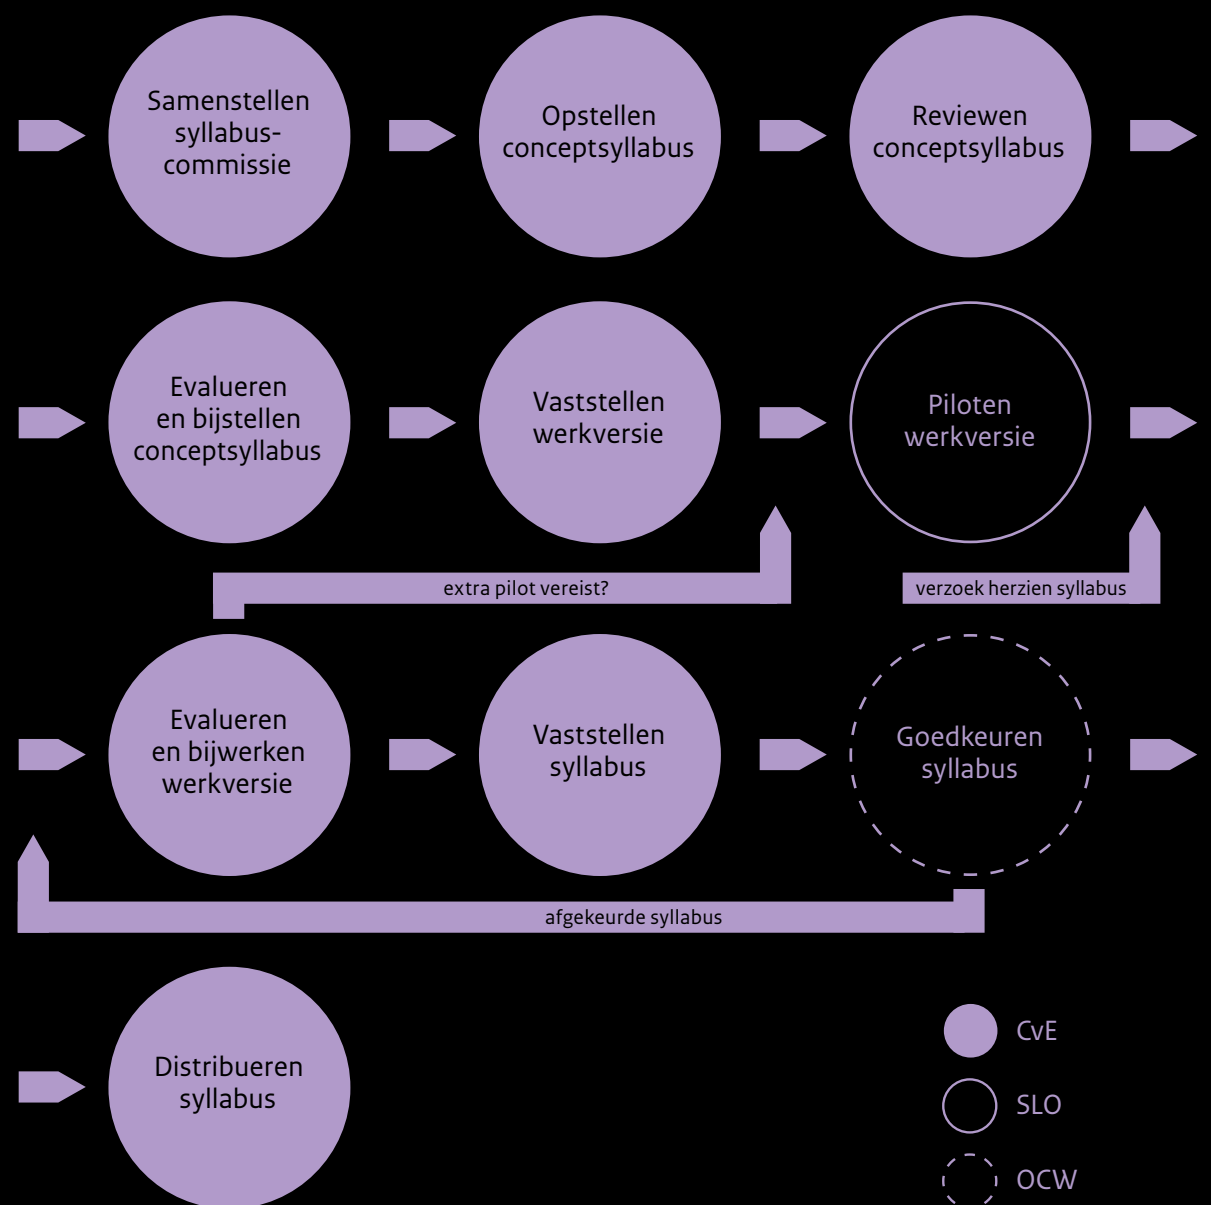 Samenstellen
syllabus-
commissie
Opstellen
conceptsyllabus
Reviewen
conceptsyllabus
Evalueren
en bijstellen
conceptsyllabus
Vaststellen
werkversie
Piloten
werkversie
extra pilot vereist?
verzoek herzien syllabus
Evalueren
en bijwerken
werkversie
Vaststellen
syllabus
Goedkeuren
syllabus
afgekeurde syllabus
Distribueren
syllabus
CvE
SLO
OCW